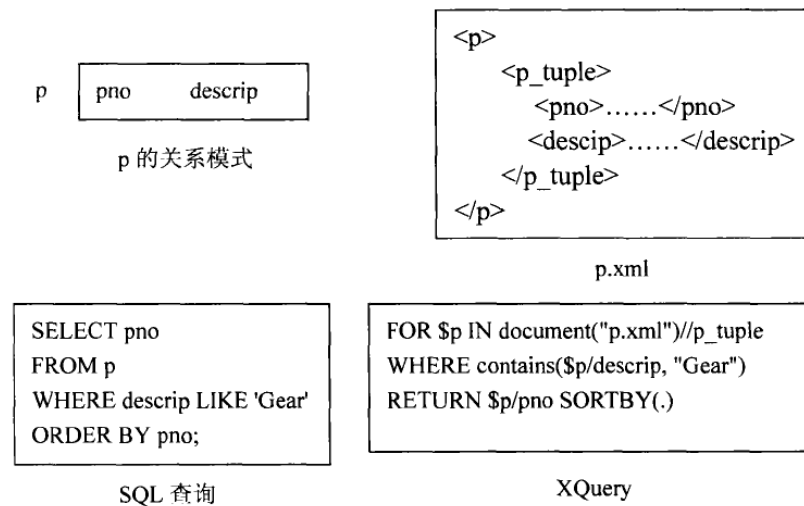 p
pno descrip
p 的关系模式
<p>
<p_tuple>
<pno>……</pno>
<descip>……</descrip>
</p_tuple>
</p>
p.xml
SELECT pno
FROM p
WHERE descrip LIKE 'Gear'
ORDER BY pno;
SQL 查询
FOR $p IN document("p.xml")//p_tuple
WHERE contains($p/descrip, "Gear")
RETURN $p/pno SORTBY(.)
XQuery